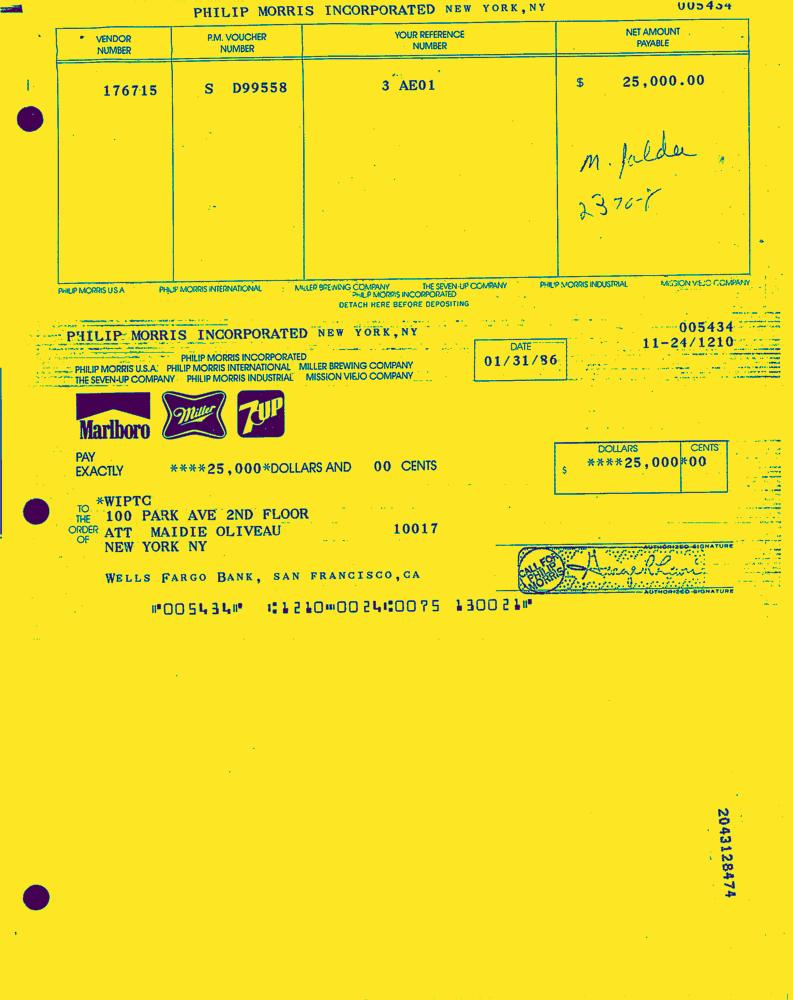 PHILIP MORRIS INCORPORATED NEW YORK, NY 005434
VENDOR NUMBER P.M. VOUCHER NUMBER YOUR REFERENCE NUMBER NET AMOUNT PAYABLE
176715 S D99558 3 AE01 $ 25,000.00
M.
PHILIP MORRIS U.S.A. PHILIP MORRIS INTERNATIONAL MILLER BREWING COMPANY THE SEVEN-UP COMPANY PHILIP MORRIS INDUSTRIAL MISSION VIEJO COMPANY
PHILIP MORRIS INCORPORATED
DETACH HERE BEFORE DEPOSITING
PHILIP MORRIS INCORPORATED NEW YORK, NY 005434
11-24/1210
DATE
01/31/86
PHILIP MORRIS INCORPORATED
PHILIP MORRIS U.S.A. PHILIP MORRIS INTERNATIONAL MILLER BREWING COMPANY
THE SEVEN-UP COMPANY PHILIP MORRIS INDUSTRIAL MISSION VIEJO COMPANY
Marlboro Miller 7UP
PAY EXACTLY ****25,000*DOLLARS AND 00 CENTS
DOLLARS CENTS
$ ****25,000*00
TO THE ORDER OF
*WIPTC
100 PARK AVE 2ND FLOOR
ATT MAIDIE OLIVEAU 10017
NEW YORK NY
AUTHORIZED SIGNATURE
CALL FOR PHILIP MORRIS
AUTHORIZED SIGNATURE
WELLS FARGO BANK, SAN FRANCISCO, CA
⑈005434⑈ ⑆1210⑉0024⑆0075 130021⑈
2043128474